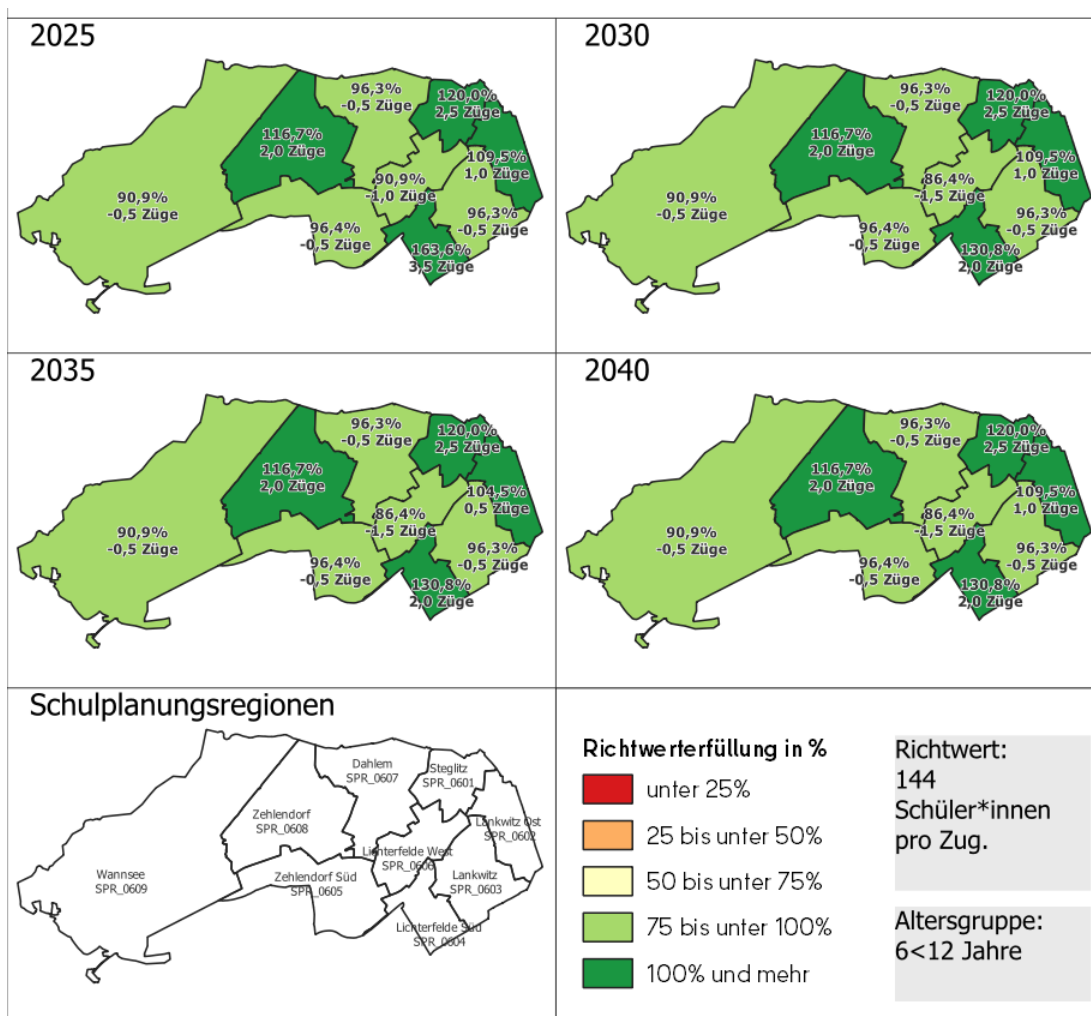 2025
96,3%
-0,5 Züge
120,0%
2,5 Züge
116,7%
2,0 Züge
109,5%
1,0 Züge
90,9%
-1,0 Züge
90,9%
-0,5 Züge
96,3%
-0,5 Züge
96,4%
-0,5 Züge
163,6%
3,5 Züge
2030
96,3%
-0,5 Züge
120,0%
2,5 Züge
116,7%
2,0 Züge
109,5%
1,0 Züge
86,4%
-1,5 Züge
90,9%
-0,5 Züge
96,3%
-0,5 Züge
96,4%
-0,5 Züge
130,8%
2,0 Züge
2035
96,3%
-0,5 Züge
120,0%
2,5 Züge
116,7%
2,0 Züge
104,5%
0,5 Züge
86,4%
-1,5 Züge
90,9%
-0,5 Züge
96,3%
-0,5 Züge
96,4%
-0,5 Züge
130,8%
2,0 Züge
2040
96,3%
-0,5 Züge
120,0%
2,5 Züge
116,7%
2,0 Züge
109,5%
1,0 Züge
86,4%
-1,5 Züge
90,9%
-0,5 Züge
96,3%
-0,5 Züge
96,4%
-0,5 Züge
130,8%
2,0 Züge
Schulplanungsregionen
Dahlem
SPR_0607
Steglitz
SPR_0601
Zehlendorf
SPR_0608
Lankwitz Ost
SPR_0602
Lichterfelde West
SPR_0606
Wannsee
SPR_0609
Zehlendorf Süd
SPR_0605
Lankwitz
SPR_0603
Lichterfelde Süd
SPR_0604
Richtwerterfüllung in %
unter 25%
25 bis unter 50%
50 bis unter 75%
75 bis unter 100%
100% und mehr
Richtwert:
144
Schüler*innen
pro Zug.
Altersgruppe:
6<12 Jahre